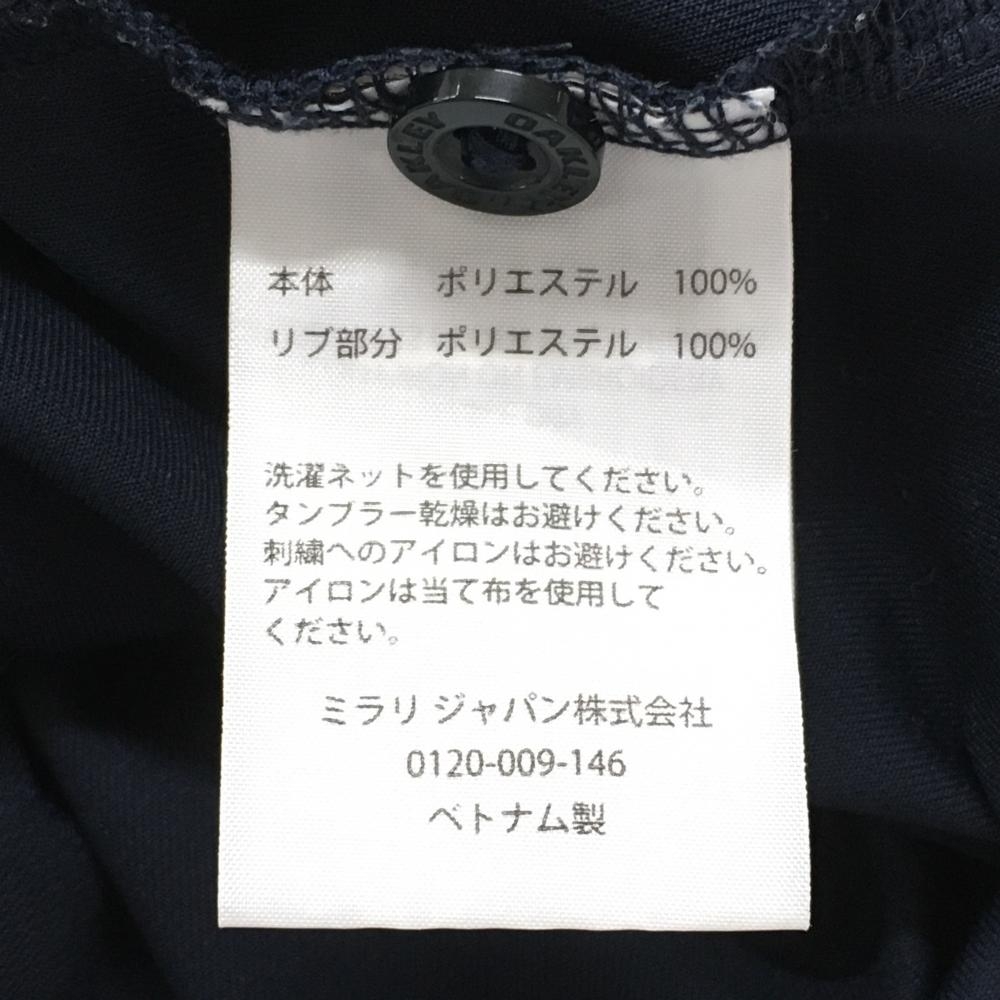 OAKLEY OAKLEY
本体 ポリエステル 100%
リブ部分 ポリエステル 100%
洗濯ネットを使用してください。
タンブラー乾燥はお避けください。
刺繍へのアイロンはお避けください。
アイロンは当て布を使用して
ください。
ミラリ ジャパン株式会社
0120-009-146
ベトナム製